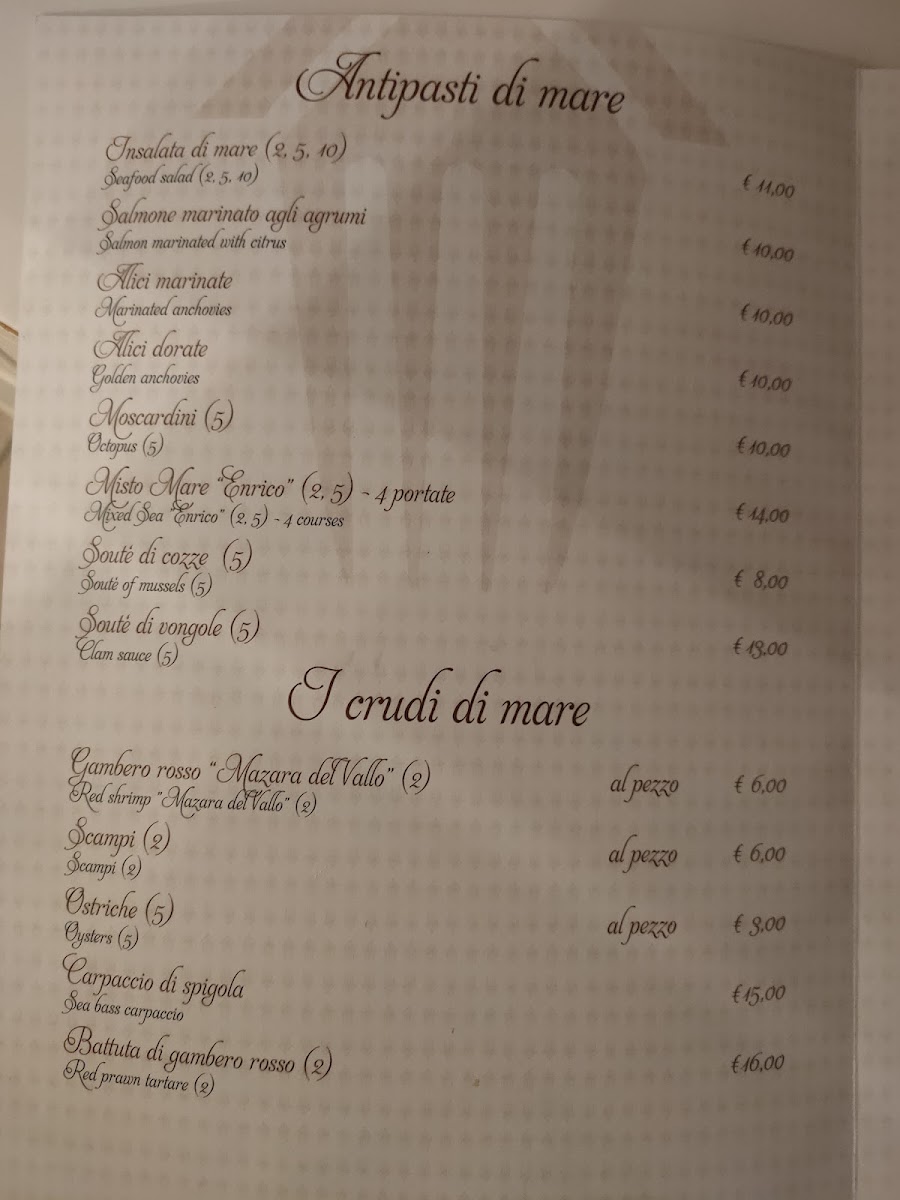 Antipasti di mare
Insalata di mare (2, 5, 10)
Seafood salad (2, 5, 10)
€ 11,00
Salmone marinato agli agrumi
Salmon marinated with citrus
€ 10,00
Alici marinate
Marinated anchovies
€ 10,00
Alici dorate
Golden anchovies
€ 10,00
Moscardini (5)
Octopus (5)
€ 10,00
Misto Mare "Enrico" (2, 5) - 4 portate
Mixed Sea "Enrico" (2, 5) - 4 courses
€ 14,00
Souté di cozze (5)
Souté of mussels (5)
€ 8,00
Souté di vongole (5)
Clam sauce (5)
€ 13,00
I crudi di mare
Gambero rosso "Mazara del Vallo" (2) al pezzo € 6,00
Red shrimp "Mazara del Vallo" (2)
Scampi (2) al pezzo € 6,00
Scampi (2)
Ostriche (5) al pezzo € 3,00
Oysters (5)
Carpaccio di spigola
Sea bass carpaccio
€ 15,00
Battuta di gambero rosso (2)
Red prawn tartare (2)
€ 16,00